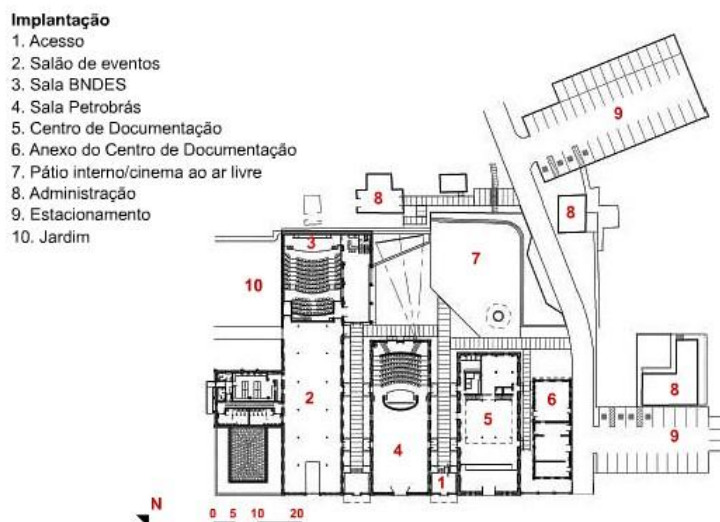 Implantação
1. Acesso
2. Salão de eventos
3. Sala BNDES
4. Sala Petrobrás
5. Centro de Documentação
6. Anexo do Centro de Documentação
7. Pátio interno/cinema ao ar livre
8. Administração
9. Estacionamento
10. Jardim
9
8
8
3
7
10
8
6
2
5
4
9
1
N
0 5 10 20